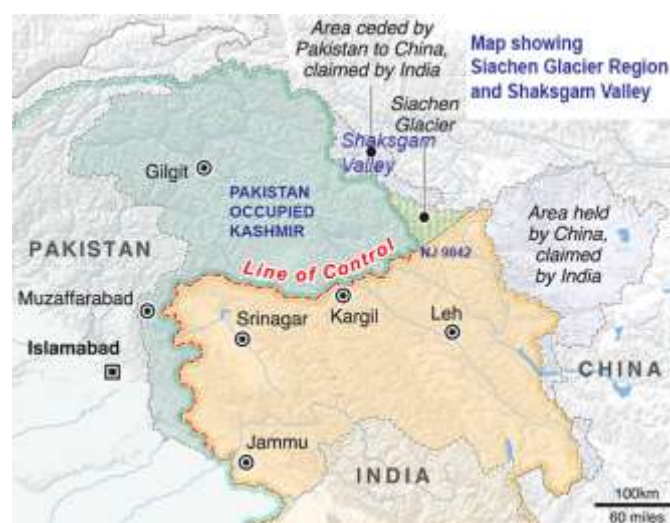 Area ceded by
Pakistan to China,
claimed by India
Map showing
Siachen Glacier Region
and Shaksgam Valley
Siachen
Glacier
Shaksgam
Valley
Gilgit
PAKISTAN
OCCUPIED
KASHMIR
Area held
by China,
claimed
by India
PAKISTAN
Line of Control
NJ 9842
Muzaffarabad
Srinagar
Kargil
Leh
Islamabad
CHINA
Jammu
INDIA
100km
60 miles